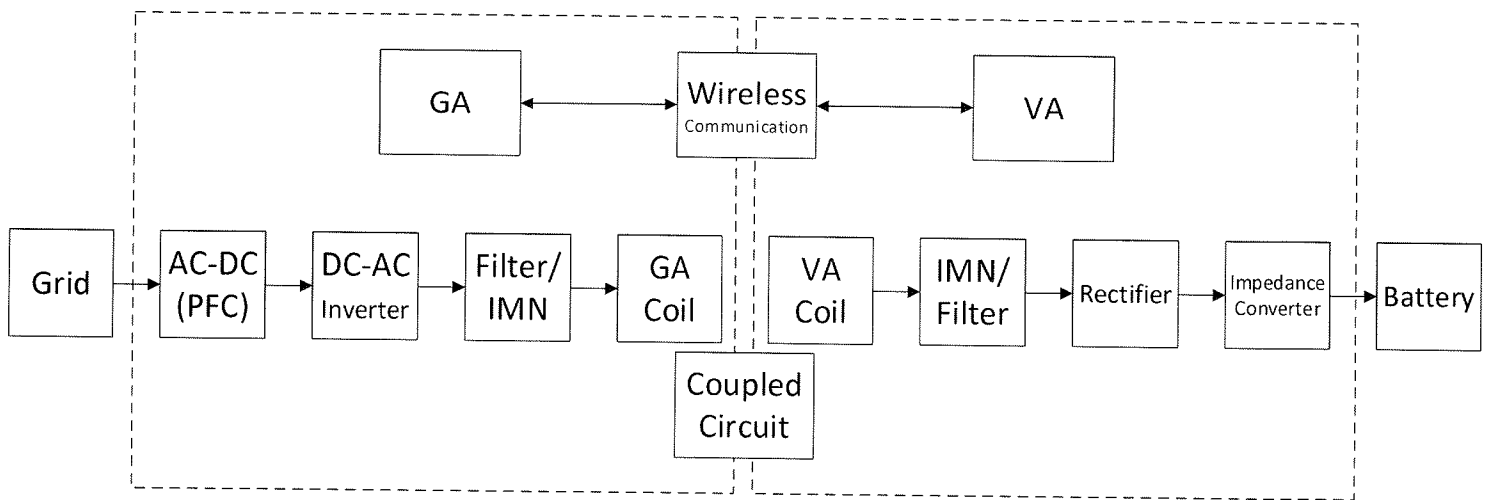 GA
Wireless
Communication
VA
Grid
AC-DC
(PFC)
DC-AC
Inverter
Filter/
IMN
GA
Coil
VA
Coil
IMN/
Filter
Rectifier
Impedance
Converter
Battery
Coupled
Circuit